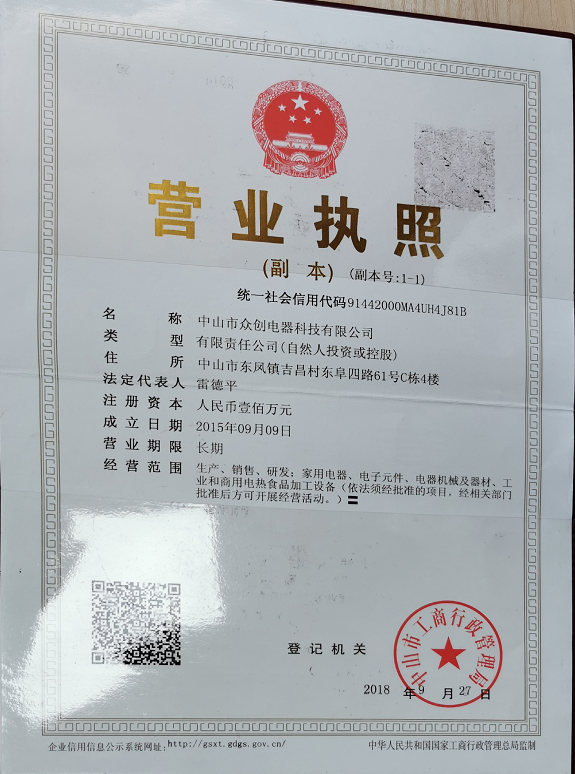 营业执照
(副 本) (副本号:1-1)
统一社会信用代码91442000MA4UH4J81B
名 称 中山市众创电器科技有限公司
类 型 有限责任公司(自然人投资或控股)
住 所 中山市东凤镇吉昌村东阜四路61号C栋4楼
法定代表人 雷德平
注册资本 人民币壹佰万元
成立日期 2015年09月09日
营业期限 长期
经营范围 生产、销售、研发：家用电器、电子元件、电器机械及器材、工
业和商用电热食品加工设备（依法须经批准的项目，经相关部门
批准后方可开展经营活动。）〓
登记机关
中山市工商行政管理局
2018 年 9 月 27 日
企业信用信息公示系统网址: http://gsxt.gdgs.gov.cn/
中华人民共和国国家工商行政管理总局监制